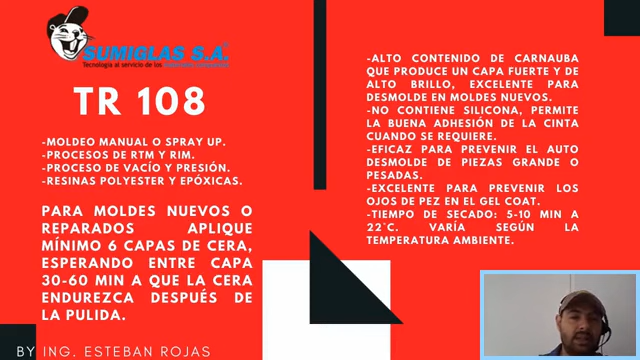 SUMIGLAS S.A.
Tecnología al servicio de los
TR 108
-MOLDEO MANUAL O SPRAY UP.
-PROCESOS DE RTM Y RIM.
-PROCESO DE VACÍO Y PRESIÓN.
-RESINAS POLYESTER Y EPÓXICAS.
PARA MOLDES NUEVOS O
REPARADOS APLIQUE
MÍNIMO 6 CAPAS DE CERA,
ESPERANDO ENTRE CAPA
30-60 MIN A QUE LA CERA
ENDUREZCA DESPUÉS DE
LA PULIDA.
BY ING. ESTEBAN ROJAS
-ALTO CONTENIDO DE CARNAUBA
QUE PRODUCE UN CAPA FUERTE Y DE
ALTO BRILLO, EXCELENTE PARA
DESMOLDE EN MOLDES NUEVOS.
-NO CONTIENE SILICONA, PERMITE
LA BUENA ADHESIÓN DE LA CINTA
CUANDO SE REQUIERE.
-EFICAZ PARA PREVENIR EL AUTO
DESMOLDE DE PIEZAS GRANDE O
PESADAS.
-EXCELENTE PARA PREVENIR LOS
OJOS DE PEZ EN EL GEL COAT.
-TIEMPO DE SECADO: 5-10 MIN A
22°C. VARÍA SEGÚN LA
TEMPERATURA AMBIENTE.